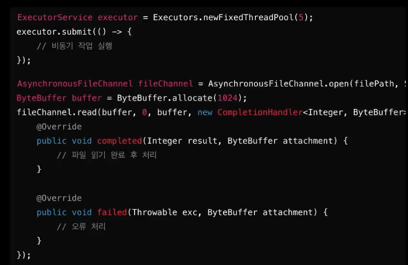 ExecutorService executor = Executors.newFixedThreadPool(5);
executor.submit(() -> {
    // 비동기 작업 실행
});
AsynchronousFileChannel fileChannel = AsynchronousFileChannel.open(filePath,
ByteBuffer buffer = ByteBuffer.allocate(1024);
fileChannel.read(buffer, 0, buffer, new CompletionHandler<Integer, ByteBuffer>
    @Override
    public void completed(Integer result, ByteBuffer attachment) {
        // 파일 읽기 완료 후 처리
    }
    @Override
    public void failed(Throwable exc, ByteBuffer attachment) {
        // 오류 처리
    }
});